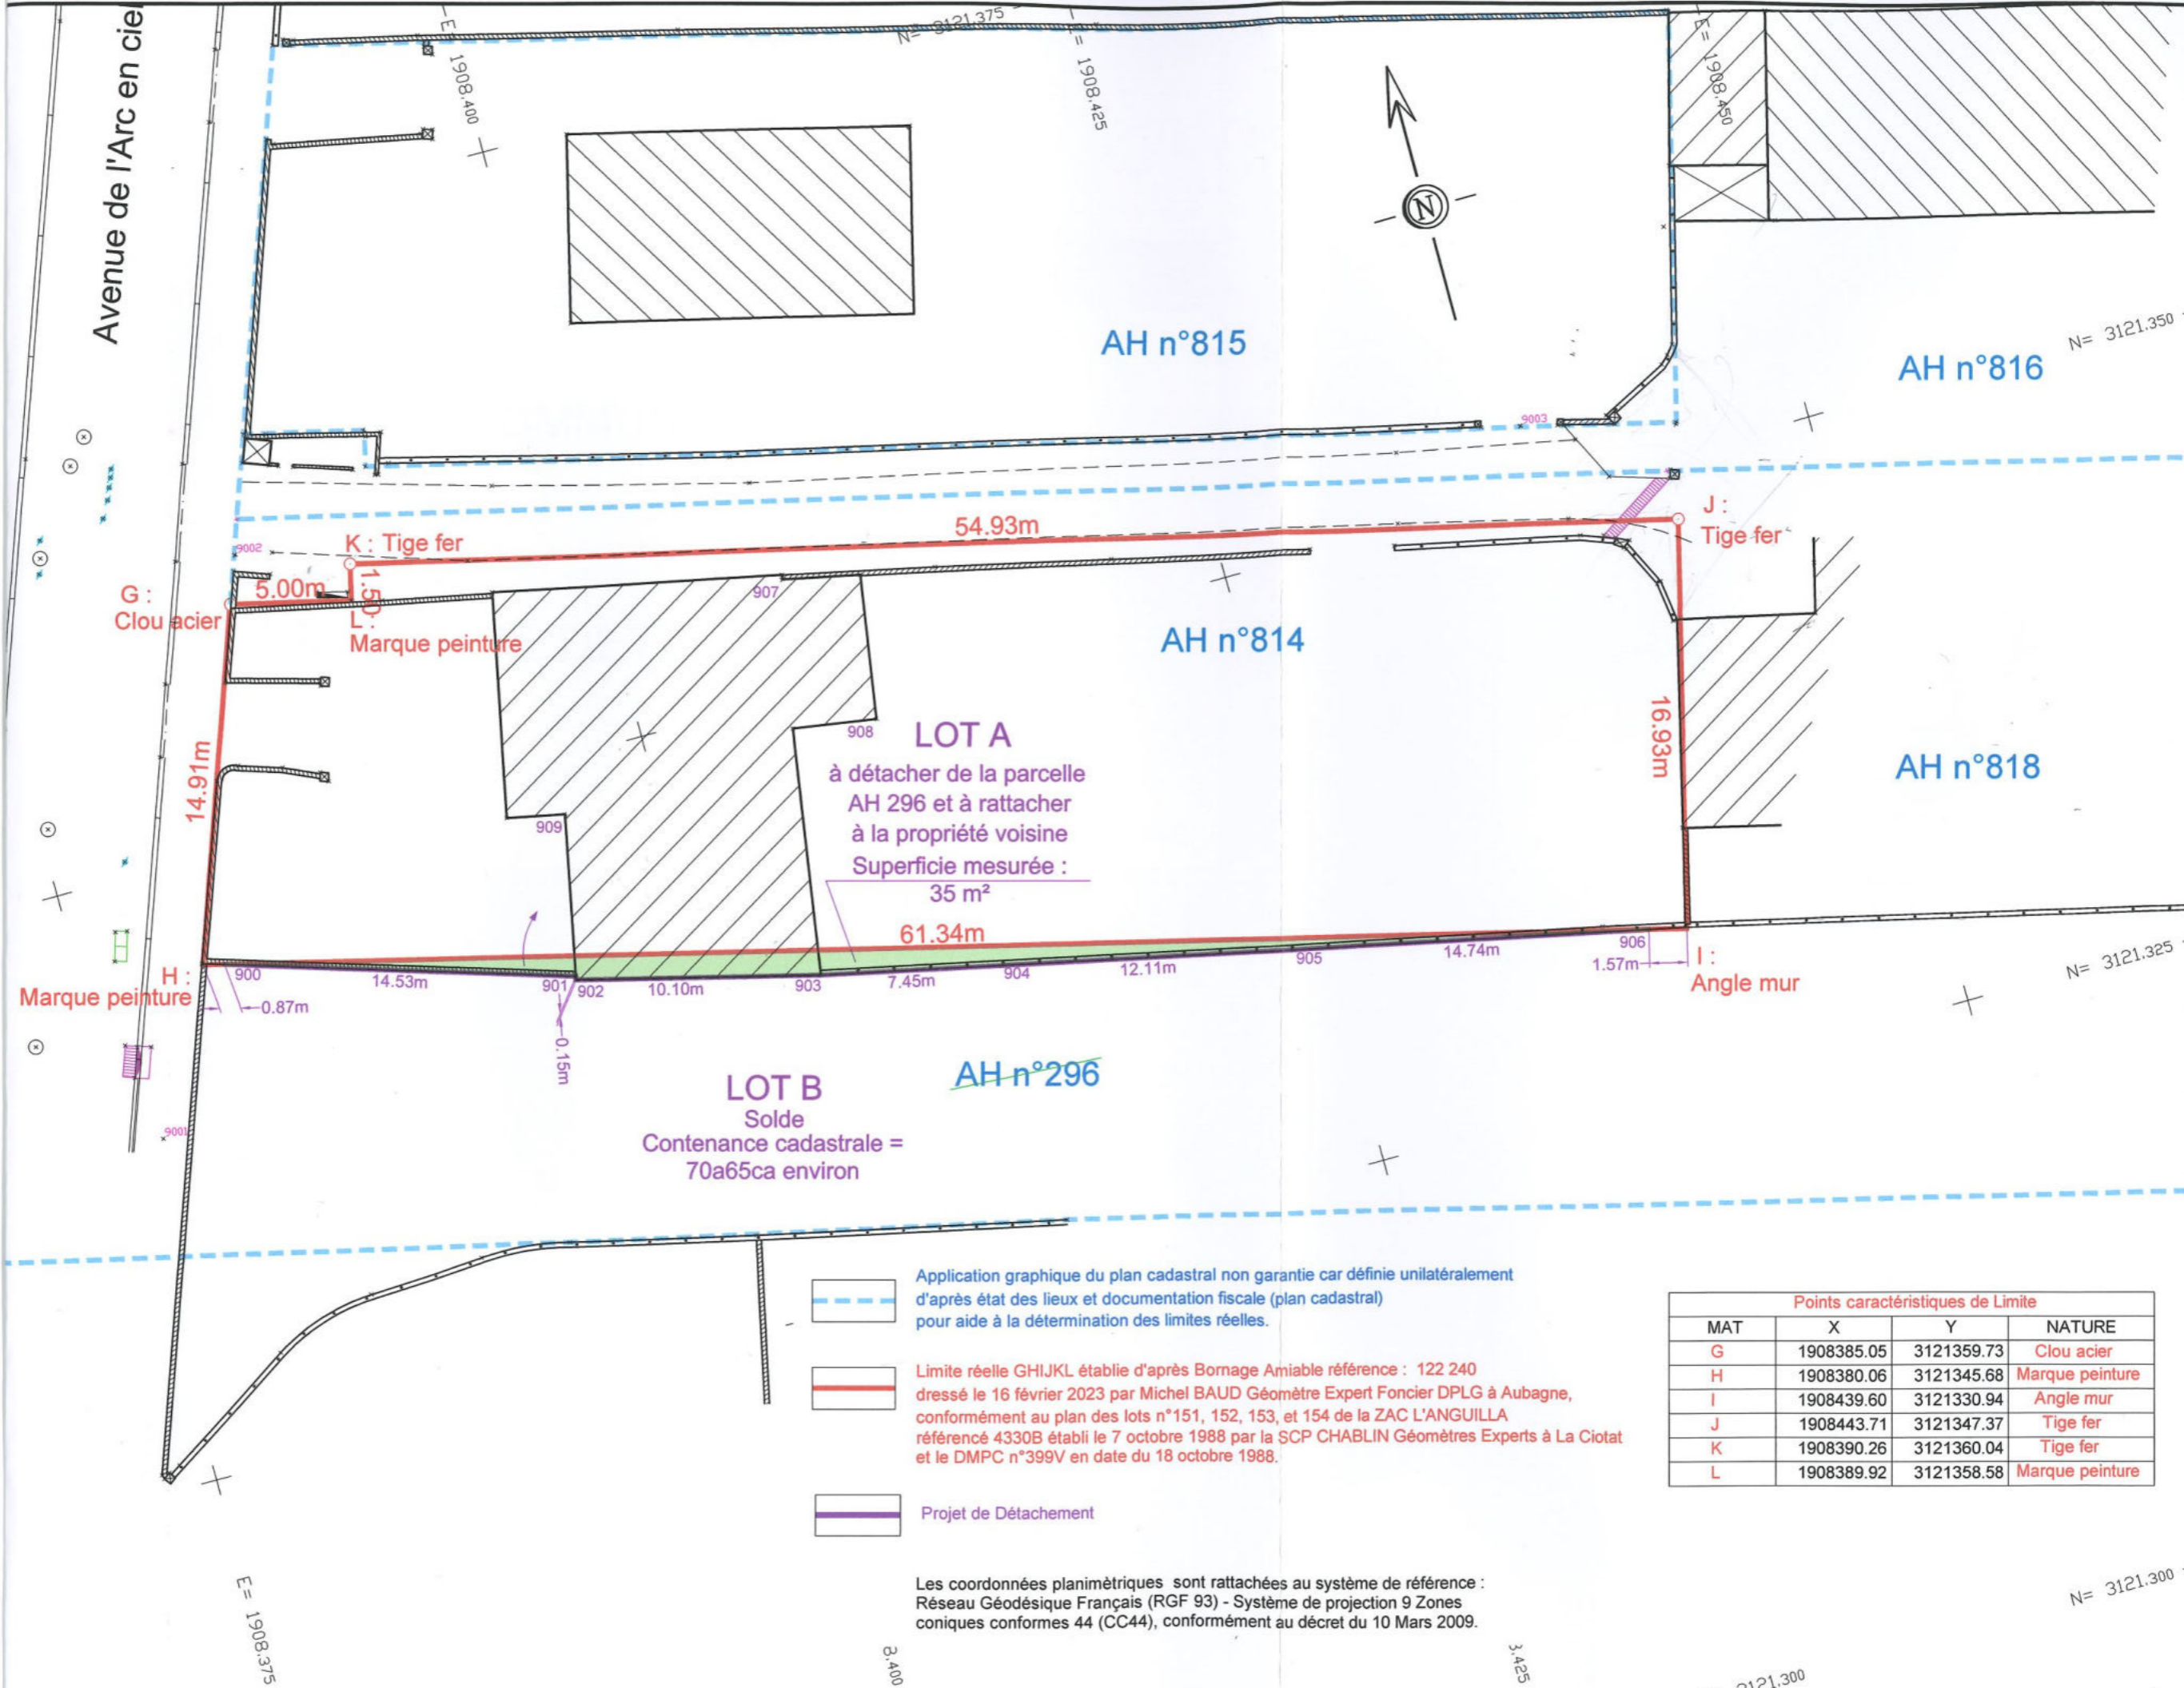 Avenue de l'Arc en ciel
E= 1908.400
N= 3121.375
E= 1908.425
E= 1908.450
N
AH n°815
AH n°816
N= 3121.350
9003
9002
K : Tige fer
54.93m
J :
Tige fer
G :
Clou acier
5.00m
1.50
L :
Marque peinture
907
AH n°814
14.91m
16.93m
908
LOT A
à détacher de la parcelle
AH 296 et à rattacher
à la propriété voisine
Superficie mesurée :
35 m²
AH n°818
909
61.34m
H :
Marque peinture
900
0.87m
14.53m
901
902
0.15m
10.10m
903
7.45m
904
12.11m
905
14.74m
906
1.57m
I :
Angle mur
N= 3121.325
AH n°296
LOT B
Solde
Contenance cadastrale =
70a65ca environ
9001
Application graphique du plan cadastral non garantie car définie unilatéralement
d'après état des lieux et documentation fiscale (plan cadastral)
pour aide à la détermination des limites réelles.
Limite réelle GHIJKL établie d'après Bornage Amiable référence : 122 240
dressé le 16 février 2023 par Michel BAUD Géomètre Expert Foncier DPLG à Aubagne,
conformément au plan des lots n°151, 152, 153, et 154 de la ZAC L'ANGUILLA
référencé 4330B établi le 7 octobre 1988 par la SCP CHABLIN Géomètres Experts à La Ciotat
et le DMPC n°399V en date du 18 octobre 1988.
Projet de Détachement
Points caractéristiques de Limite
MAT X Y NATURE
G 1908385.05 3121359.73 Clou acier
H 1908380.06 3121345.68 Marque peinture
I 1908439.60 3121330.94 Angle mur
J 1908443.71 3121347.37 Tige fer
K 1908390.26 3121360.04 Tige fer
L 1908389.92 3121358.58 Marque peinture
Les coordonnées planimètriques sont rattachées au système de référence :
Réseau Géodésique Français (RGF 93) - Système de projection 9 Zones
coniques conformes 44 (CC44), conformément au décret du 10 Mars 2009.
N= 3121.300
E= 1908.375
8.400
8.425
3121.300